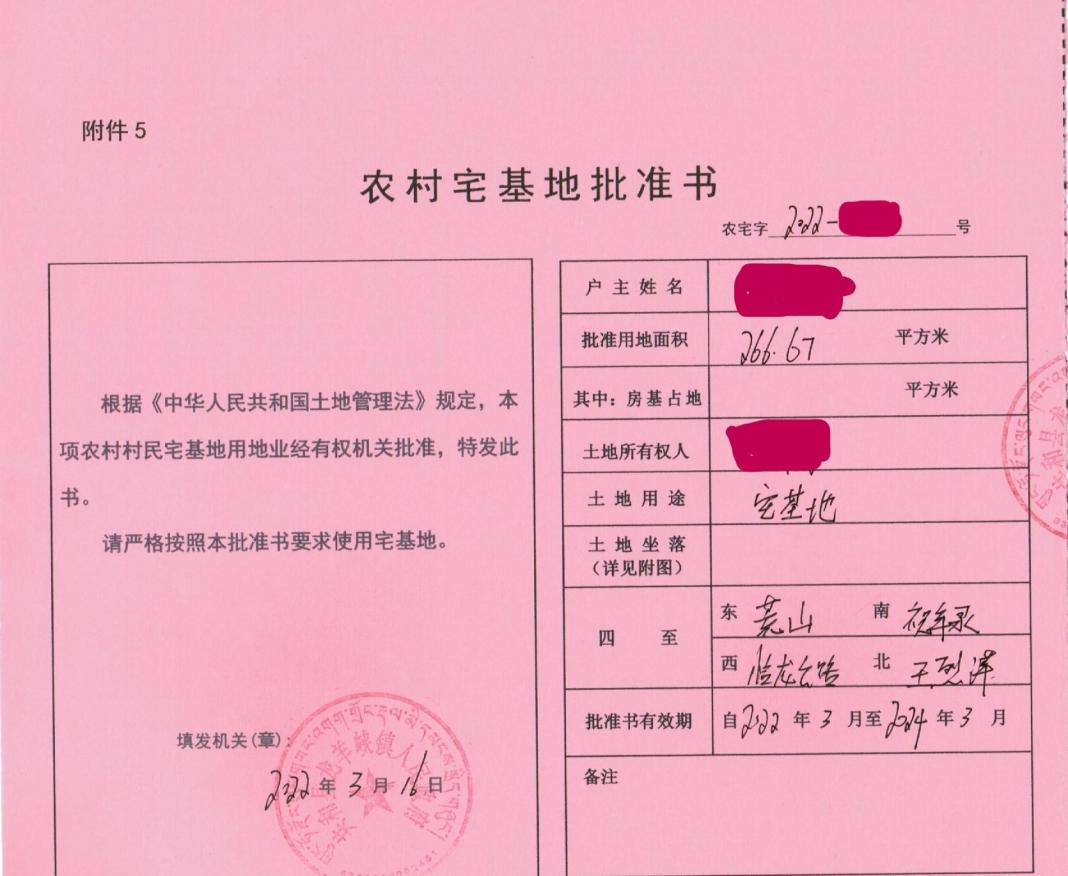 附件 5
农村宅基地批准书
农宅字 2022- 号
根据《中华人民共和国土地管理法》规定，本
项农村村民宅基地用地业经有权机关批准，特发此
书。
请严格按照本批准书要求使用宅基地。
填发机关(章)：
2022 年 3 月 16 日
户主姓名
批准用地面积 266.67 平方米
其中：房基占地 平方米
土地所有权人
土地用途 宅基地
土地坐落
（详见附图）
四 至
东 荒山 南
西 临龙台路 北 王烈泽
批准书有效期 自2022 年 3 月至2024 年 3 月
备注